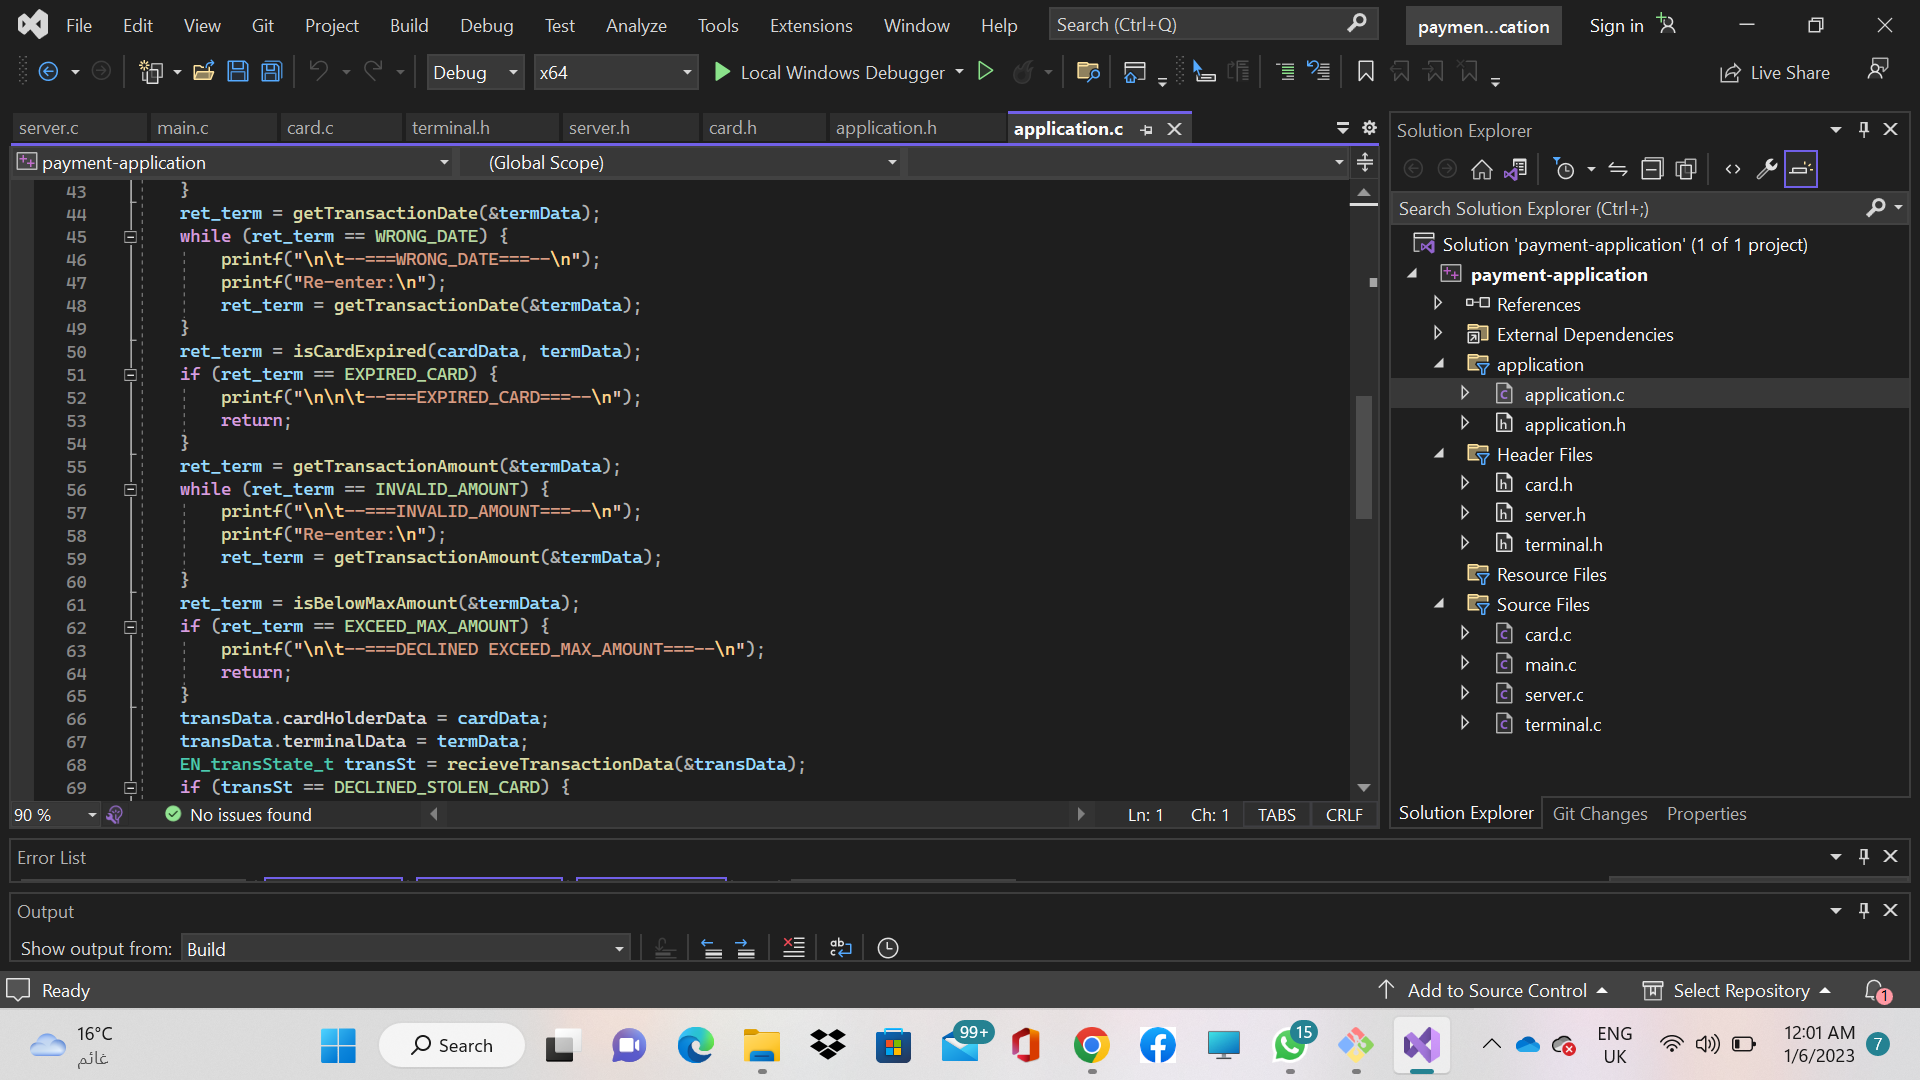 File Edit View Git Project Build Debug Test Analyze Tools Extensions Window Help Search (Ctrl+Q) paymen...cation Sign in
Debug x64 Local Windows Debugger Live Share
server.c main.c card.c terminal.h server.h card.h application.h application.c
payment-application (Global Scope)
43 }
44 ret_term = getTransactionDate(&termData);
45 while (ret_term == WRONG_DATE) {
46 printf("\n\t--===WRONG_DATE===--\n");
47 printf("Re-enter:\n");
48 ret_term = getTransactionDate(&termData);
49 }
50 ret_term = isCardExpired(cardData, termData);
51 if (ret_term == EXPIRED_CARD) {
52 printf("\n\n\t--===EXPIRED_CARD===--\n");
53 return;
54 }
55 ret_term = getTransactionAmount(&termData);
56 while (ret_term == INVALID_AMOUNT) {
57 printf("\n\t--===INVALID_AMOUNT===--\n");
58 printf("Re-enter:\n");
59 ret_term = getTransactionAmount(&termData);
60 }
61 ret_term = isBelowMaxAmount(&termData);
62 if (ret_term == EXCEED_MAX_AMOUNT) {
63 printf("\n\t--===DECLINED EXCEED_MAX_AMOUNT===--\n");
64 return;
65 }
66 transData.cardHolderData = cardData;
67 transData.terminalData = termData;
68 EN_transState_t transSt = recieveTransactionData(&transData);
69 if (transSt == DECLINED_STOLEN_CARD) {
90 % No issues found Ln: 1 Ch: 1 TABS CRLF
Solution Explorer
Search Solution Explorer (Ctrl+;)
Solution 'payment-application' (1 of 1 project)
payment-application
References
External Dependencies
application
application.c
application.h
Header Files
card.h
server.h
terminal.h
Resource Files
Source Files
card.c
main.c
server.c
terminal.c
Solution Explorer Git Changes Properties
Error List
Output
Show output from: Build
Ready Add to Source Control Select Repository 1
16°C
غائم
Search 99+ 15
ENG
UK
12:01 AM
1/6/2023
7